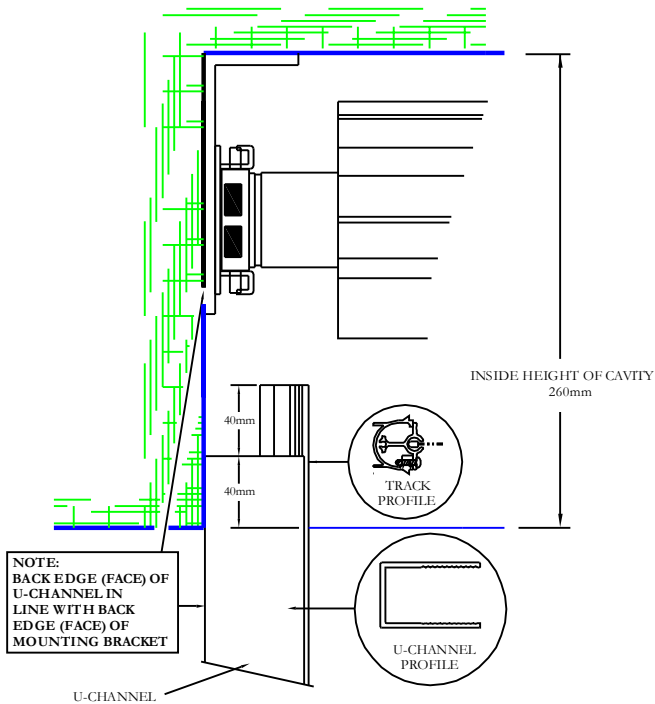 INSIDE HEIGHT OF CAVITY
260mm
40mm
40mm
TRACK
PROFILE
NOTE:
BACK EDGE (FACE) OF
U-CHANNEL IN
LINE WITH BACK
EDGE (FACE) OF
MOUNTING BRACKET
U-CHANNEL
PROFILE
U-CHANNEL